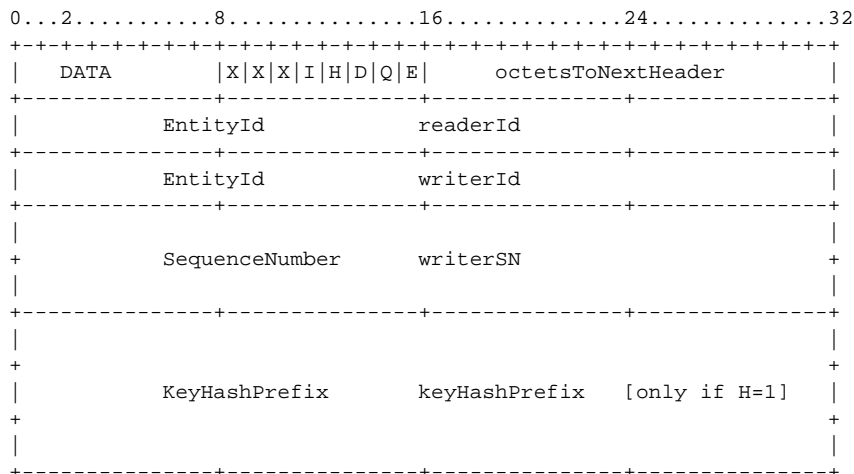 0...2...........8...............16..............24..............32
+-+-+-+-+-+-+-+-+-+-+-+-+-+-+-+-+-+-+-+-+-+-+-+-+-+-+-+-+-+-+-+-+
|   DATA        |X|X|X|I|H|D|Q|E|     octetsToNextHeader        |
+---------------+---------------+---------------+---------------+
|           EntityId            readerId                        |
+---------------+---------------+---------------+---------------+
|           EntityId            writerId                        |
+---------------+---------------+---------------+---------------+
|                                                               |
+           SequenceNumber      writerSN                        +
|                                                               |
+---------------+---------------+---------------+---------------+
|                                                               |
+                                                               +
|           KeyHashPrefix       keyHashPrefix   [only if H=1]   |
+                                                               +
|                                                               |
+---------------+---------------+---------------+---------------+